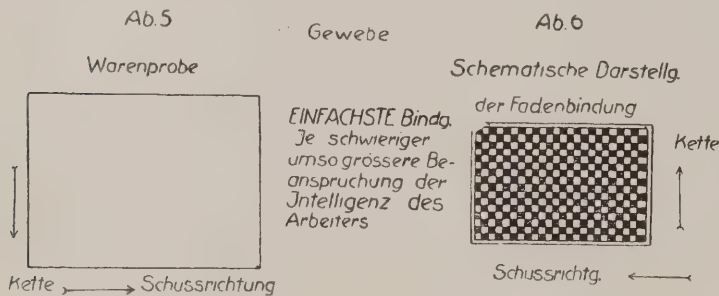 Ab.5
Gewebe
Ab.6
Warenprobe
Schematische Darstellg.
der Fadenbindung
EINFACHSTE Bindg.
Je schwieriger
umso grössere Be-
anspruchung der
Intelligenz des
Arbeiters
Kette
Kette
Schussrichtung
Schussrichtg.